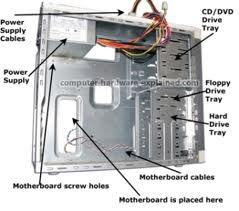 Power
Supply
Cables
CD/DVD
Drive
Tray
Power
Supply
computer-hardware-explained.com
Floppy
Drive
Tray
Hard
Drive
Tray
Motherboard cables
Motherboard screw holes
Motherboard is placed here